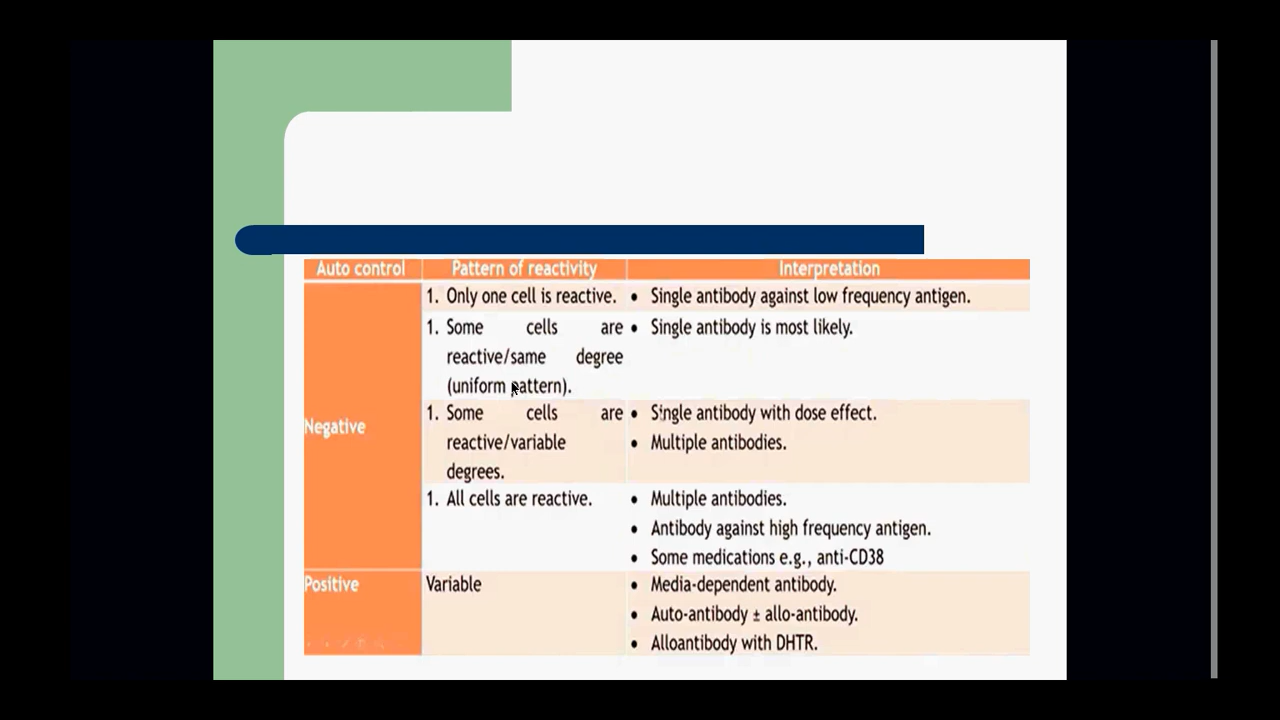 Auto control Pattern of reactivity Interpretation
Negative
1. Only one cell is reactive. • Single antibody against low frequency antigen.
1. Some cells are • Single antibody is most likely.
reactive/same degree
(uniform pattern).
1. Some cells are • Single antibody with dose effect.
reactive/variable • Multiple antibodies.
degrees.
1. All cells are reactive. • Multiple antibodies.
• Antibody against high frequency antigen.
• Some medications e.g., anti-CD38
Positive Variable • Media-dependent antibody.
• Auto-antibody ± allo-antibody.
• Alloantibody with DHTR.